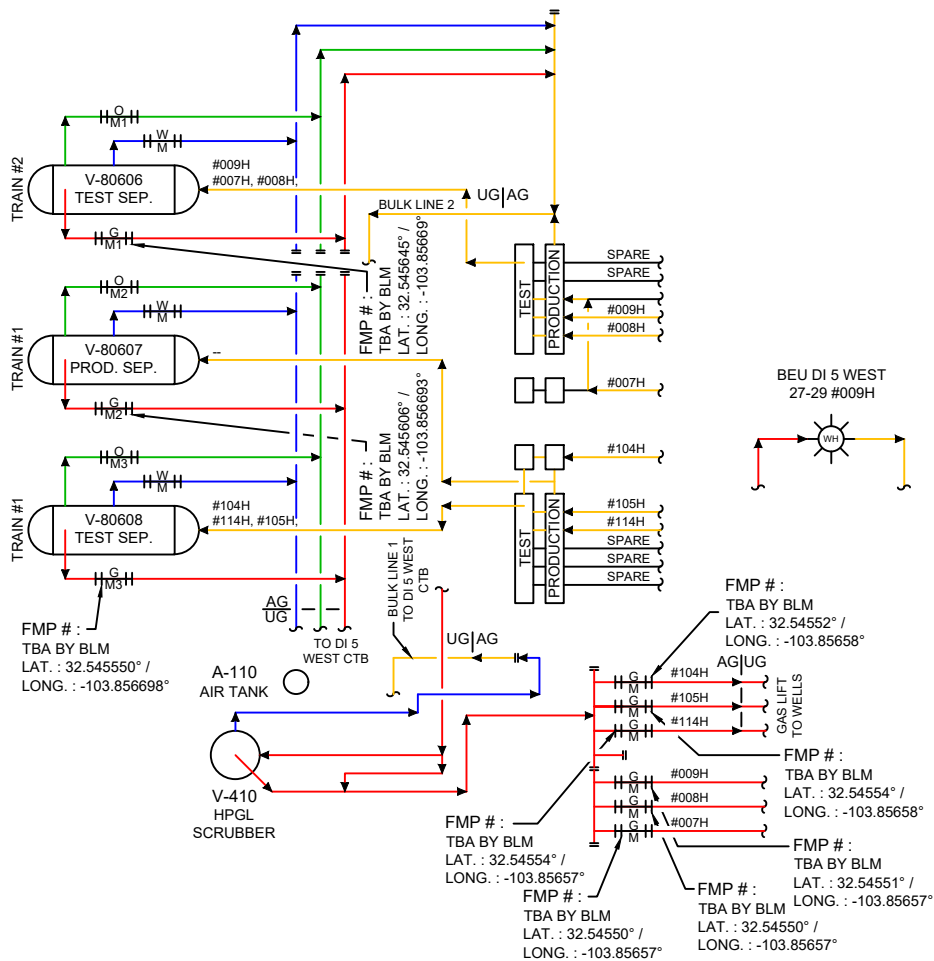 TRAIN #2
O
M1
W
M
V-80606
TEST SEP.
#009H
#007H, #008H,
G
M1
UG|AG
BULK LINE 2
FMP # :
TBA BY BLM
LAT. : 32.545645° /
LONG. : -103.85669°
TEST
PRODUCTION
SPARE
SPARE
#009H
#008H
#007H
TRAIN #1
O
M2
W
M
V-80607
PROD. SEP.
--
G
M2
FMP # :
TBA BY BLM
LAT. : 32.545606° /
LONG. : -103.856693°
BEU DI 5 WEST
27-29 #009H
WH
TRAIN #1
O
M3
W
M
V-80608
TEST SEP.
#104H
#114H, #105H,
G
M3
FMP # :
TBA BY BLM
LAT. : 32.545550° /
LONG. : -103.856698°
#104H
TEST
PRODUCTION
#105H
#114H
SPARE
SPARE
SPARE
AG
UG
TO DI 5
WEST CTB
BULK LINE 1
TO DI 5 WEST
CTB
UG|AG
A-110
AIR TANK
V-410
HPGL
SCRUBBER
FMP # :
TBA BY BLM
LAT. : 32.54552° /
LONG. : -103.85658°
AG|UG
G
M
#104H
G
M
#105H
G
M
#114H
GAS LIFT
TO WELLS
FMP # :
TBA BY BLM
LAT. : 32.54554° /
LONG. : -103.85658°
G
M
#009H
G
M
#008H
G
M
#007H
FMP # :
TBA BY BLM
LAT. : 32.54554° /
LONG. : -103.85657°
FMP # :
TBA BY BLM
LAT. : 32.54551° /
LONG. : -103.85657°
FMP # :
TBA BY BLM
LAT. : 32.54550° /
LONG. : -103.85657°
FMP # :
TBA BY BLM
LAT. : 32.54550° /
LONG. : -103.85657°